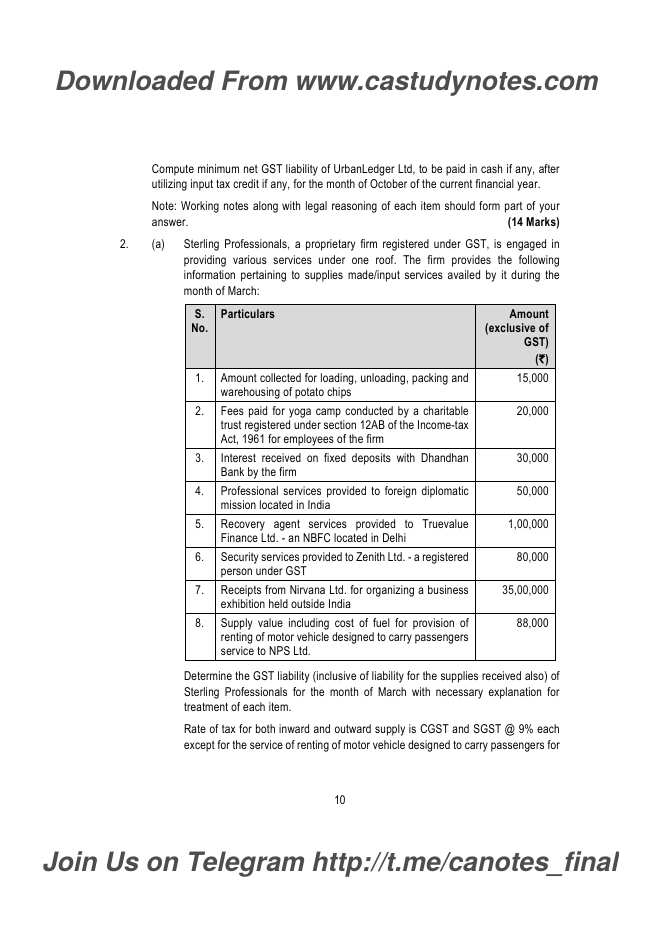 Downloaded From www.castudynotes.com
Compute minimum net GST liability of UrbanLedger Ltd, to be paid in cash if any, after
utilizing input tax credit if any, for the month of October of the current financial year.
Note: Working notes along with legal reasoning of each item should form part of your
answer. (14 Marks)
2. (a) Sterling Professionals, a proprietary firm registered under GST, is engaged in
providing various services under one roof. The firm provides the following
information pertaining to supplies made/input services availed by it during the
month of March:
S. No. Particulars Amount (exclusive of GST) (₹)
1. Amount collected for loading, unloading, packing and 15,000
warehousing of potato chips
2. Fees paid for yoga camp conducted by a charitable 20,000
trust registered under section 12AB of the Income-tax
Act, 1961 for employees of the firm
3. Interest received on fixed deposits with Dhandhan 30,000
Bank by the firm
4. Professional services provided to foreign diplomatic 50,000
mission located in India
5. Recovery agent services provided to Truevalue 1,00,000
Finance Ltd. - an NBFC located in Delhi
6. Security services provided to Zenith Ltd. - a registered 80,000
person under GST
7. Receipts from Nirvana Ltd. for organizing a business 35,00,000
exhibition held outside India
8. Supply value including cost of fuel for provision of 88,000
renting of motor vehicle designed to carry passengers
service to NPS Ltd.
Determine the GST liability (inclusive of liability for the supplies received also) of
Sterling Professionals for the month of March with necessary explanation for
treatment of each item.
Rate of tax for both inward and outward supply is CGST and SGST @ 9% each
except for the service of renting of motor vehicle designed to carry passengers for
10
Join Us on Telegram http://t.me/canotes_final